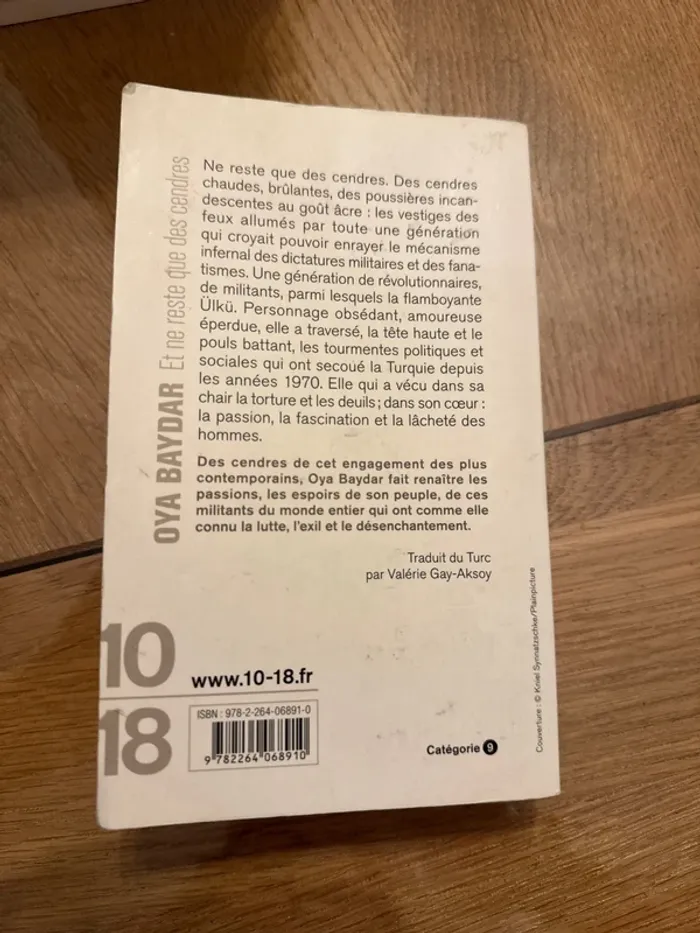 OYA BAYDAR Et ne reste que des cendres
Ne reste que des cendres. Des cendres
chaudes, brûlantes, des poussières incan-
descentes au goût âcre : les vestiges des
feux allumés par toute une génération
qui croyait pouvoir enrayer le mécanisme
infernal des dictatures militaires et des fana-
tismes. Une génération de révolutionnaires,
de militants, parmi lesquels la flamboyante
Ülkü. Personnage obsédant, amoureuse
éperdue, elle a traversé, la tête haute et le
pouls battant, les tourmentes politiques et
sociales qui ont secoué la Turquie depuis
les années 1970. Elle qui a vécu dans sa
chair la torture et les deuils ; dans son cœur :
la passion, la fascination et la lâcheté des
hommes.
Des cendres de cet engagement des plus
contemporains, Oya Baydar fait renaître les
passions, les espoirs de son peuple, de ces
militants du monde entier qui ont comme elle
connu la lutte, l'exil et le désenchantement.
Traduit du Turc
par Valérie Gay-Aksoy
10
18
www.10-18.fr
ISBN : 978-2-264-06891-0
9 782264 068910
Catégorie 9
Couverture : © Kniel Synnatzschke/Plainpicture